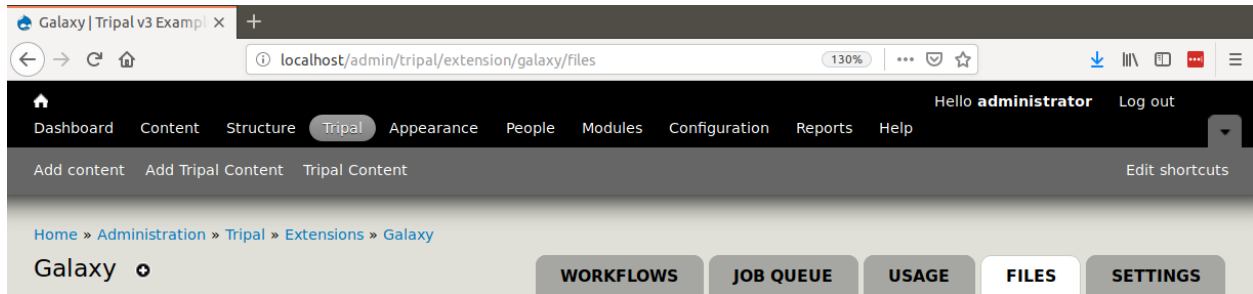 Galaxy | Tripal v3 Exampl
localhost/admin/tripal/extension/galaxy/files 130%
Hello administrator Log out
Dashboard Content Structure Tripal Appearance People Modules Configuration Reports Help
Add content Add Tripal Content Tripal Content Edit shortcuts
Home » Administration » Tripal » Extensions » Galaxy
Galaxy WORKFLOWS JOB QUEUE USAGE FILES SETTINGS